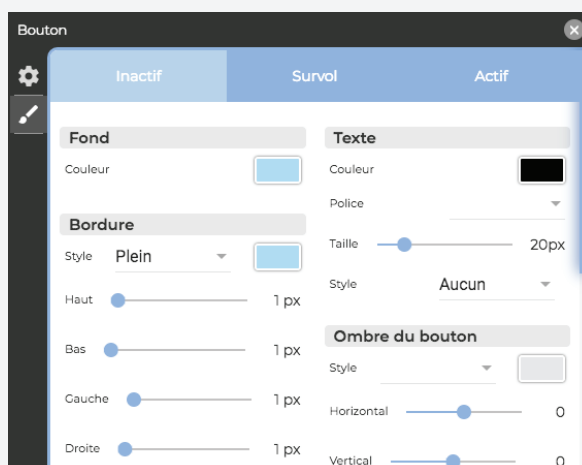 Bouton
Inactif
Survol
Actif
Fond
Couleur
Bordure
Style Plein
Haut 1 px
Bas 1 px
Gauche 1 px
Droite 1 px
Texte
Couleur
Police
Taille 20px
Style Aucun
Ombre du bouton
Style
Horizontal 0
Vertical 0